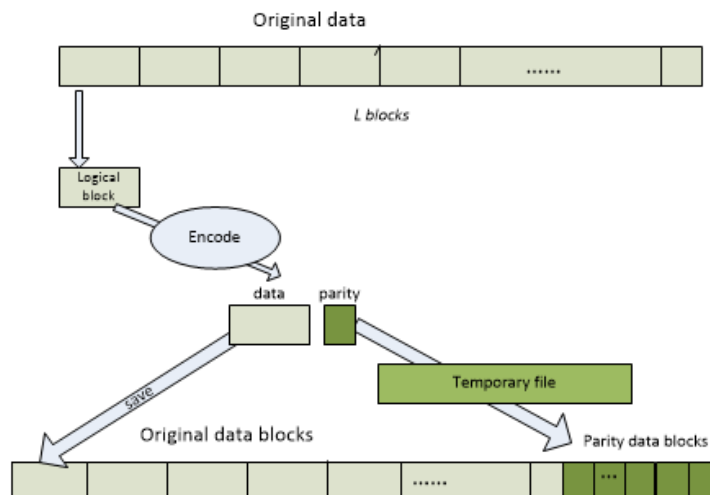 Original data
......
L blocks
Logical
block
Encode
data
parity
Temporary file
save
Original data blocks
Parity data blocks
......
...